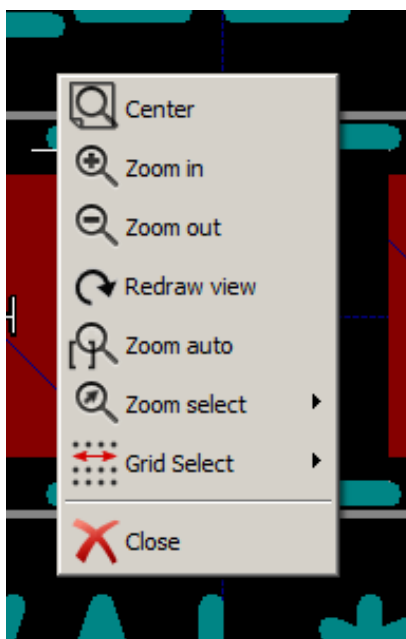 Center
Zoom in
Zoom out
Redraw view
Zoom auto
Zoom select
Grid Select
Close